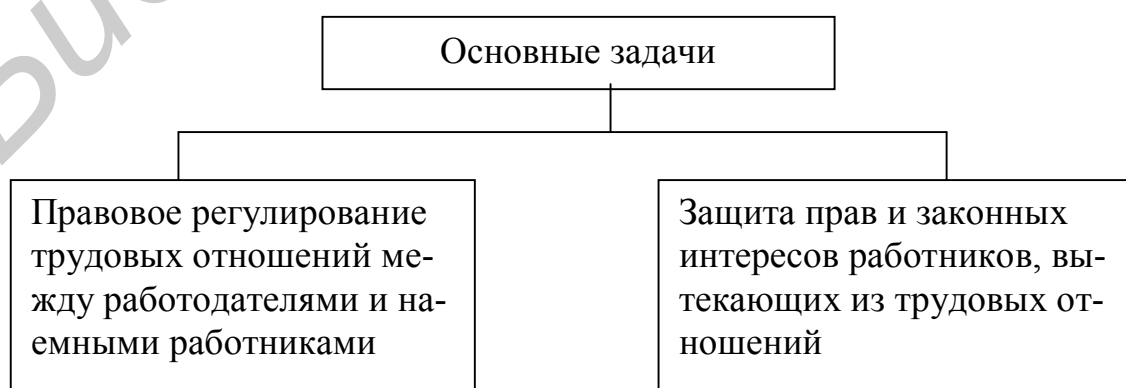 Основные задачи
Правовое регулирование
трудовых отношений ме-
жду работодателями и на-
емными работниками
Защита прав и законных
интересов работников, вы-
текающих из трудовых от-
ношений